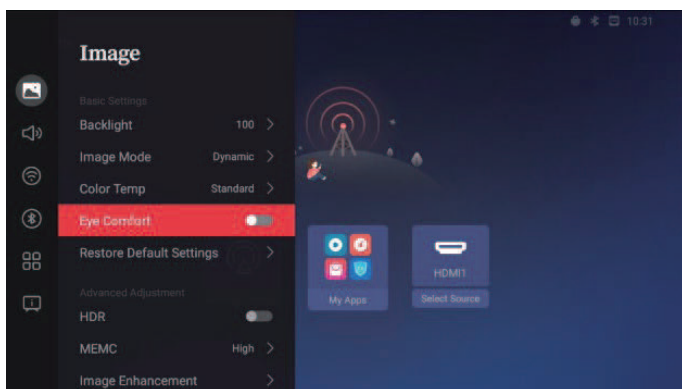 10:31
Image
Basic Settings
Backlight 100
Image Mode Dynamic
Color Temp Standard
Eye Comfort
Restore Default Settings
Advanced Adjustment
HDR
MEMC High
Image Enhancement
HDMI1
My Apps
Select Source